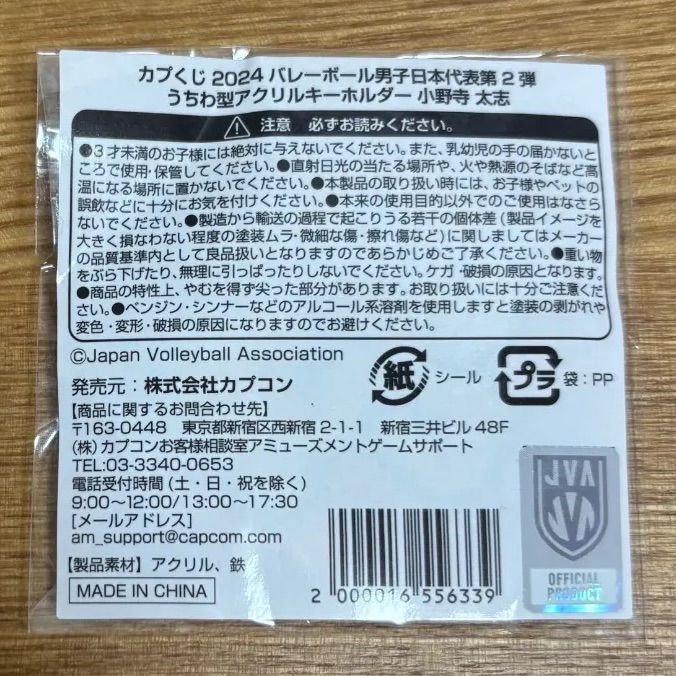 カプくじ 2024 バレーボール男子日本代表第2弾
うちわ型アクリルキーホルダー 小野寺 太志
注意 必ずお読みください。
●3才未満のお子様には絶対に与えないでください。また、乳幼児の手の届かないと
ころで使用・保管してください。●直射日光の当たる場所や、火や熱源のそばなど高
温になる場所に置かないでください。●本製品の取り扱い時には、お子様やペットの
誤飲などに十分にお気を付けください。●本来の使用目的以外でのご使用はなさら
ないでください。●製造から輸送の過程で起こりうる若干の個体差(製品イメージを
大きく損なわない程度の塗装ムラ・微細な傷・擦れ傷など)に関しましてはメーカー
の品質基準内として良品扱いとなりますのであらかじめご了承ください。●重い物
をぶら下げたり、無理に引っぱったりしないでください。ケガ・破損の原因となります。
●商品の特性上、やむを得ず尖った部分があります。お取り扱いには十分ご注意くだ
さい。●ベンジン・シンナーなどのアルコール系溶剤を使用しますと塗装の剥がれや
変色・変形・破損の原因になりますのでお避けください。
©Japan Volleyball Association
発売元:株式会社カプコン
紙 シール プラ 袋:PP
【商品に関するお問合わせ先】
〒163-0448 東京都新宿区西新宿 2-1-1 新宿三井ビル 48F
(株) カプコンお客様相談室アミューズメントゲームサポート
TEL:03-3340-0653
電話受付時間(土・日・祝を除く)
9:00～12:00/13:00～17:30
[メールアドレス]
am_support@capcom.com
【製品素材】アクリル、鉄
MADE IN CHINA
2 000016 556339
JVA
JVA
OFFICIAL
PRODUCT